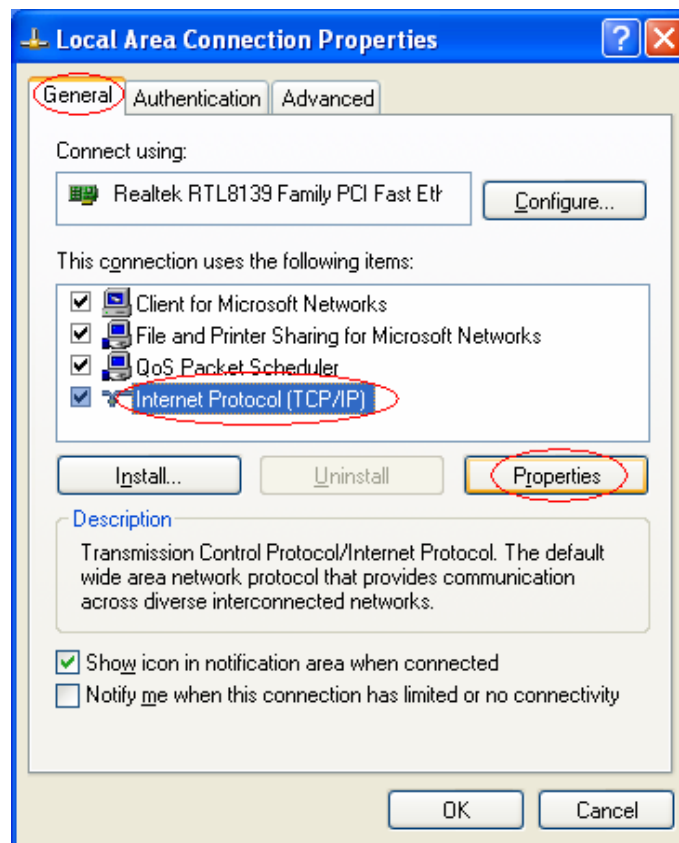 Local Area Connection Properties
General Authentication Advanced
Connect using:
Realtek RTL8139 Family PCI Fast Eth
Configure...
This connection uses the following items:
Client for Microsoft Networks
File and Printer Sharing for Microsoft Networks
QoS Packet Scheduler
Internet Protocol (TCP/IP)
Install... Uninstall Properties
Description
Transmission Control Protocol/Internet Protocol. The default
wide area network protocol that provides communication
across diverse interconnected networks.
Show icon in notification area when connected
Notify me when this connection has limited or no connectivity
OK Cancel